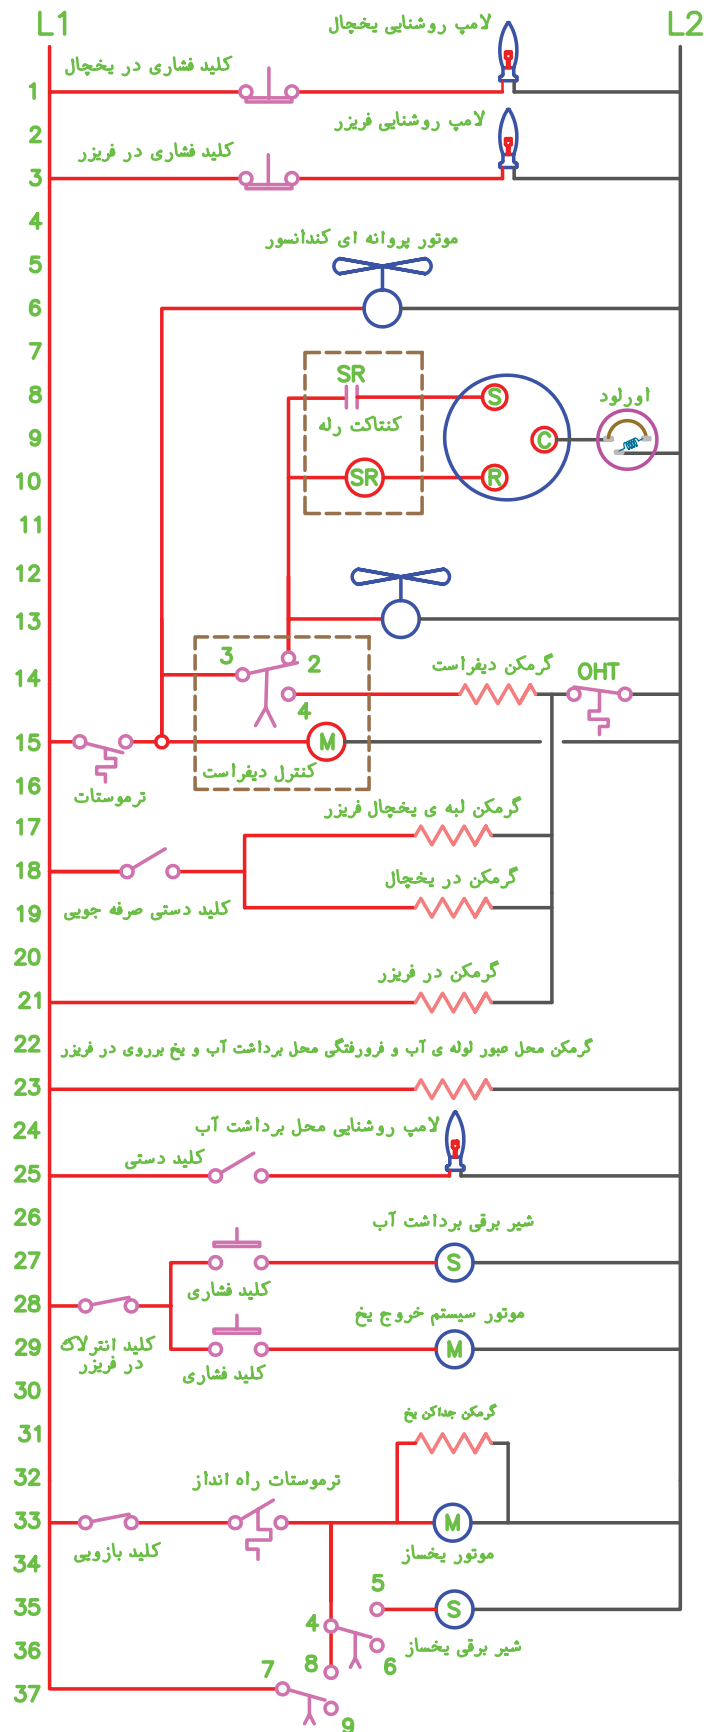 L1
L2
لامپ روشنایی یخچال
کلید فشاری در یخچال
1
لامپ روشنایی فریزر
2
کلید فشاری در فریزر
3
4
موتور پروانه ای کندانسور
5
6
7
SR
8
S
اورلود
کنتاکت رله
9
C
10
SR
R
11
12
13
3
2
گرمکن دیفراست
OHT
14
4
15
M
کنترل دیفراست
16
ترموستات
گرمکن لبه ی یخچال فریزر
17
18
گرمکن در یخچال
کلید دستی صرفه جویی
19
20
گرمکن در فریزر
21
22
گرمکن محل صبور لوله ی آب و فرورفتگی محل برداشت آب و یخ برروی در فریزر
23
24
لامپ روشنایی محل برداشت آب
کلید دستی
25
26
شیر برقی برداشت آب
27
S
کلید فشاری
28
موتور سیستم خروج یخ
کلید انترلاک
در فریزر
29
M
کلید فشاری
30
گرمکن جداکن یخ
31
32
ترموستات راه انداز
33
M
کلید بازویی
موتور یخساز
34
5
35
S
4
شیر برقی یخساز
36
8
6
7
37
9